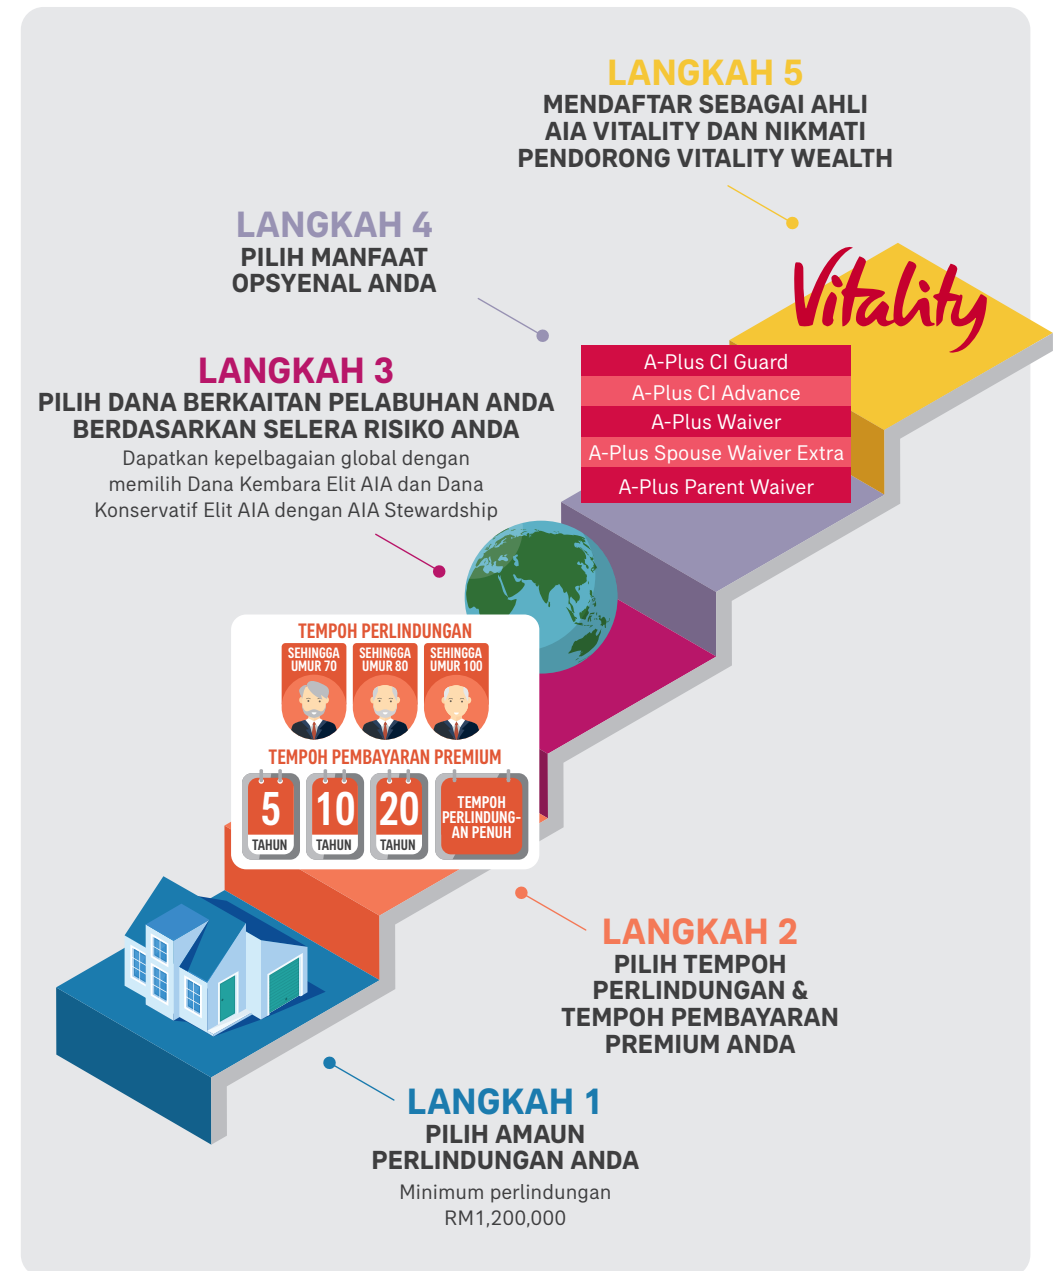 LANGKAH 5
MENDAFTAR SEBAGAI AHLI
AIA VITALITY DAN NIKMATI
PENDORONG VITALITY WEALTH
LANGKAH 4
PILIH MANFAAT
OPSYENAL ANDA
Vitality
A-Plus CI Guard
A-Plus CI Advance
A-Plus Waiver
A-Plus Spouse Waiver Extra
A-Plus Parent Waiver
LANGKAH 3
PILIH DANA BERKAITAN PELABUHAN ANDA
BERDASARKAN SELERA RISIKO ANDA
Dapatkan kepelbagaian global dengan
memilih Dana Kembara Elit AIA dan Dana
Konservatif Elit AIA dengan AIA Stewardship
TEMPOH PERLINDUNGAN
SEHINGGA
UMUR 70
SEHINGGA
UMUR 80
SEHINGGA
UMUR 100
TEMPOH PEMBAYARAN PREMIUM
5
TAHUN
10
TAHUN
20
TAHUN
TEMPOH
PERLINDUNG-
AN PENUH
LANGKAH 2
PILIH TEMPOH
PERLINDUNGAN &
TEMPOH PEMBAYARAN
PREMIUM ANDA
LANGKAH 1
PILIH AMAUN
PERLINDUNGAN ANDA
Minimum perlindungan
RM1,200,000